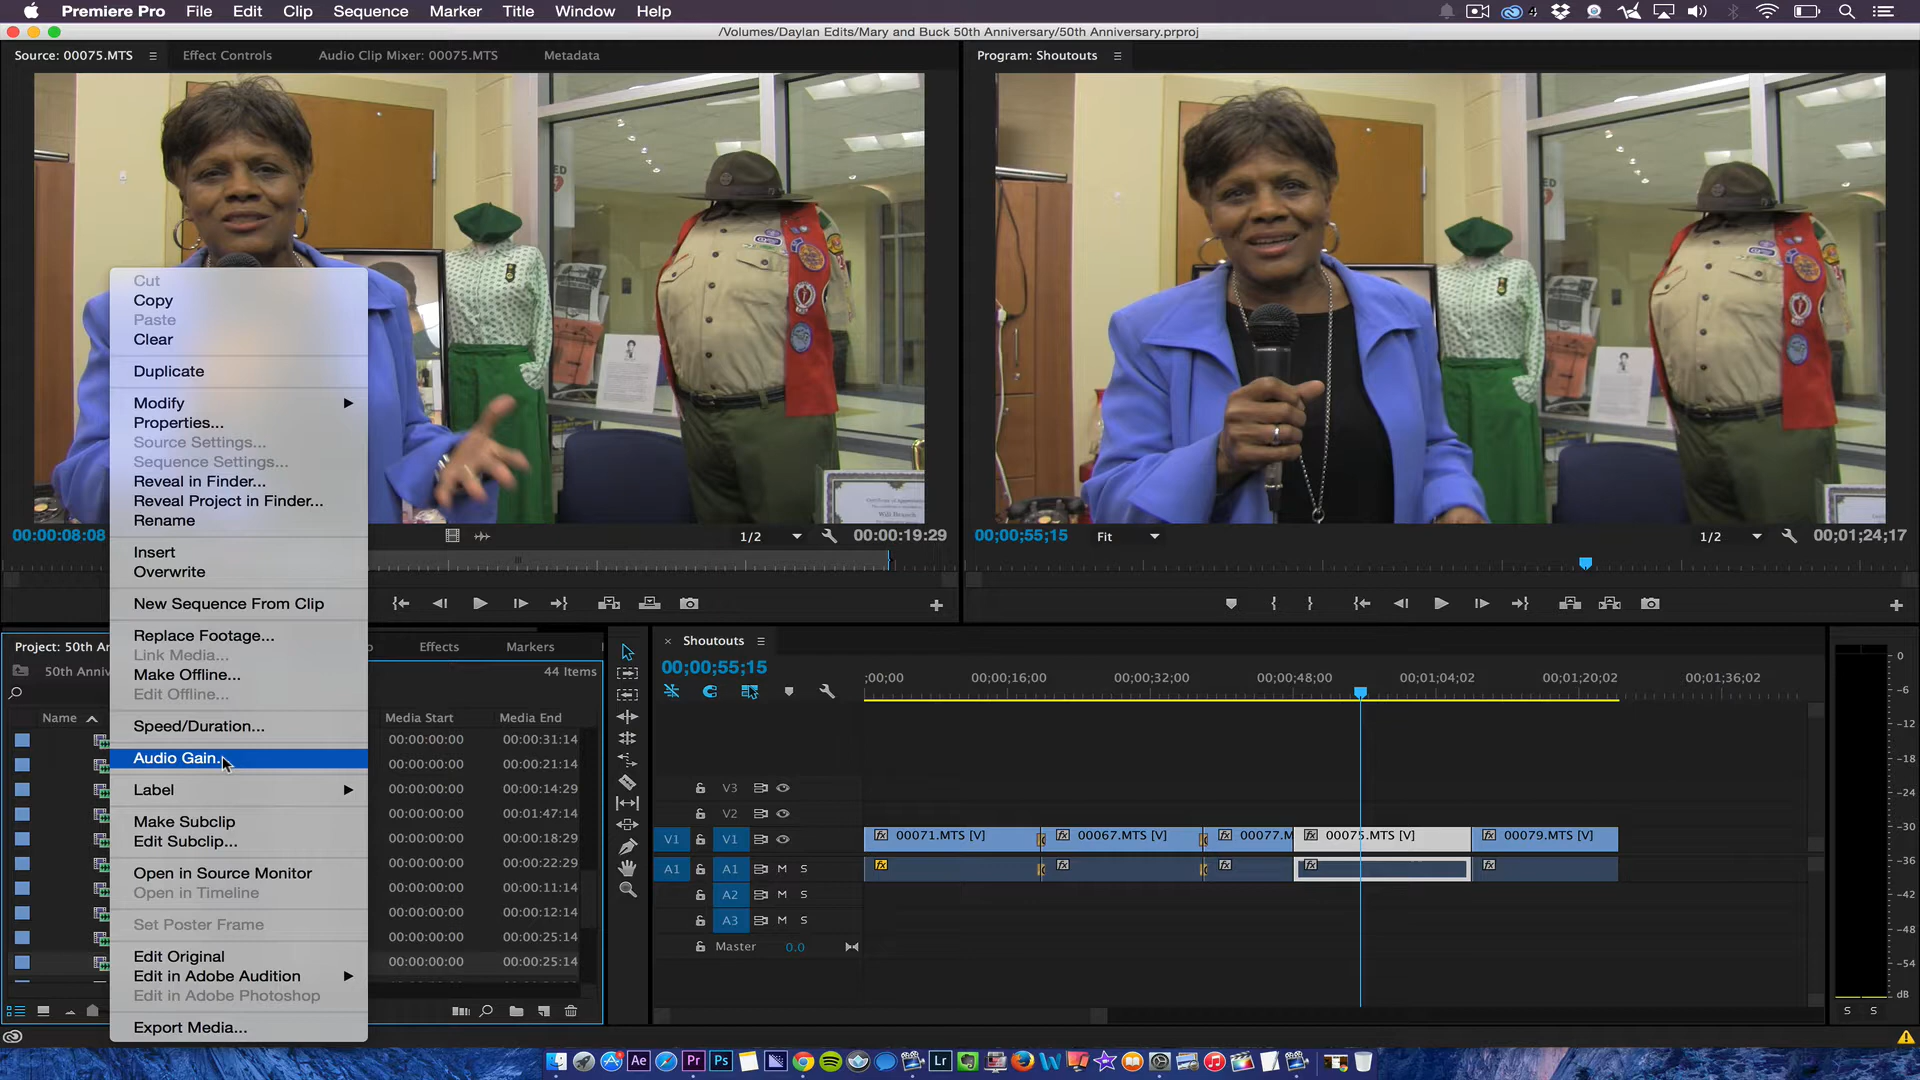 Premiere Pro File Edit Clip Sequence Marker Title Window Help 4
/Volumes/Daylan Edits/Mary and Buck 50th Anniversary/50th Anniversary.prproj
Source: 00075.MTS Effect Controls Audio Clip Mixer: 00075.MTS Metadata
Program: Shoutouts
Cut
Copy
Paste
Clear
Duplicate
Modify
Properties...
Source Settings...
Sequence Settings...
Reveal in Finder...
Reveal Project in Finder...
Rename
Insert
Overwrite
New Sequence From Clip
Replace Footage...
Link Media...
Make Offline...
Edit Offline...
Speed/Duration...
Audio Gain..
Label
Make Subclip
Edit Subclip...
Open in Source Monitor
Open in Timeline
Set Poster Frame
Edit Original
Edit in Adobe Audition
Edit in Adobe Photoshop
Export Media...
00:00:08:08 1/2 00:00:19:29
00;00;55;15 Fit 1/2 00;01;24;17
Project: 50th An Effects Markers
50th Anniv 44 Items
Name Media Start Media End
00:00:00:00 00:00:31:14
00:00:00:00 00:00:21:14
00:00:00:00 00:00:14:29
00:00:00:00 00:01:47:14
00:00:00:00 00:00:18:29
00:00:00:00 00:00:22:29
00:00:00:00 00:00:11:14
00:00:00:00 00:00:12:14
00:00:00:00 00:00:25:14
00:00:00:00 00:00:25:14
Shoutouts
00;00;55;15
;00;00 00;00;16;00 00;00;32;00 00;00;48;00 00;01;04;02 00;01;20;02 00;01;36;02
V3
V2
V1 V1 00071.MTS [V] 00067.MTS [V] 00077.M 00075.MTS [V] 00079.MTS [V]
A1 A1 M S
A2 M S
A3 M S
Master 0.0
0
-6
-12
-18
-24
-30
-36
-42
-48
-54
dB
S S
Ae Pr Ps Lr